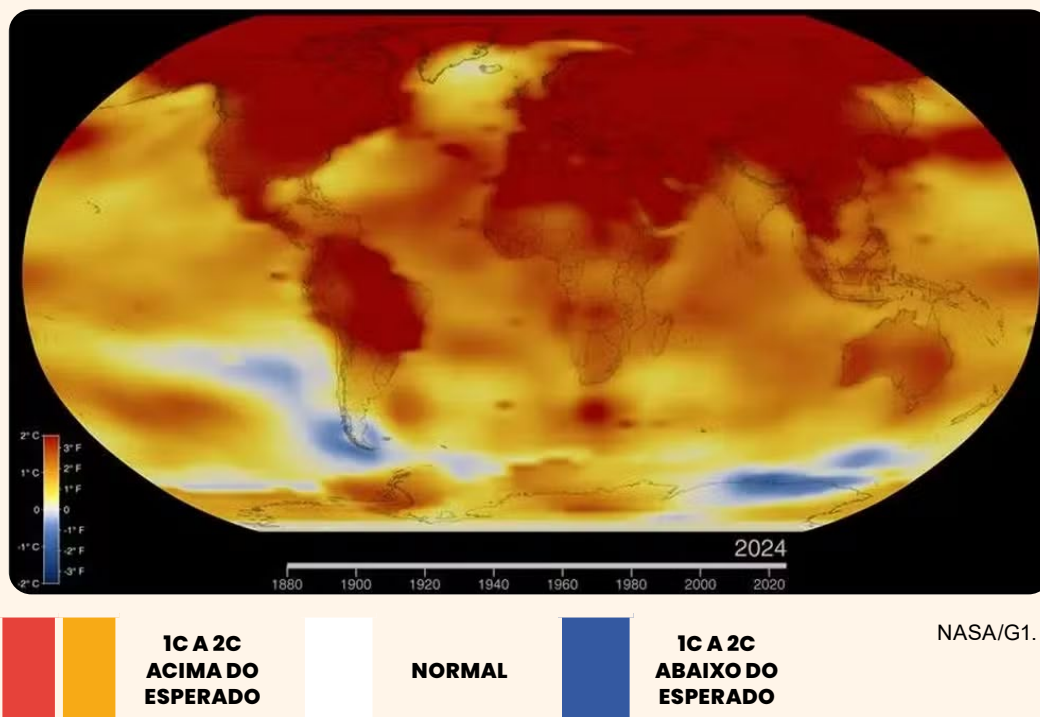 2° C
3° F
2° F
1° C
1° F
0
0
-1° F
-1° C
-2° F
-3° F
-2° C
2024
1880 1900 1920 1940 1960 1980 2000 2020
1C A 2C
ACIMA DO
ESPERADO
NORMAL
1C A 2C
ABAIXO DO
ESPERADO
NASA/G1.